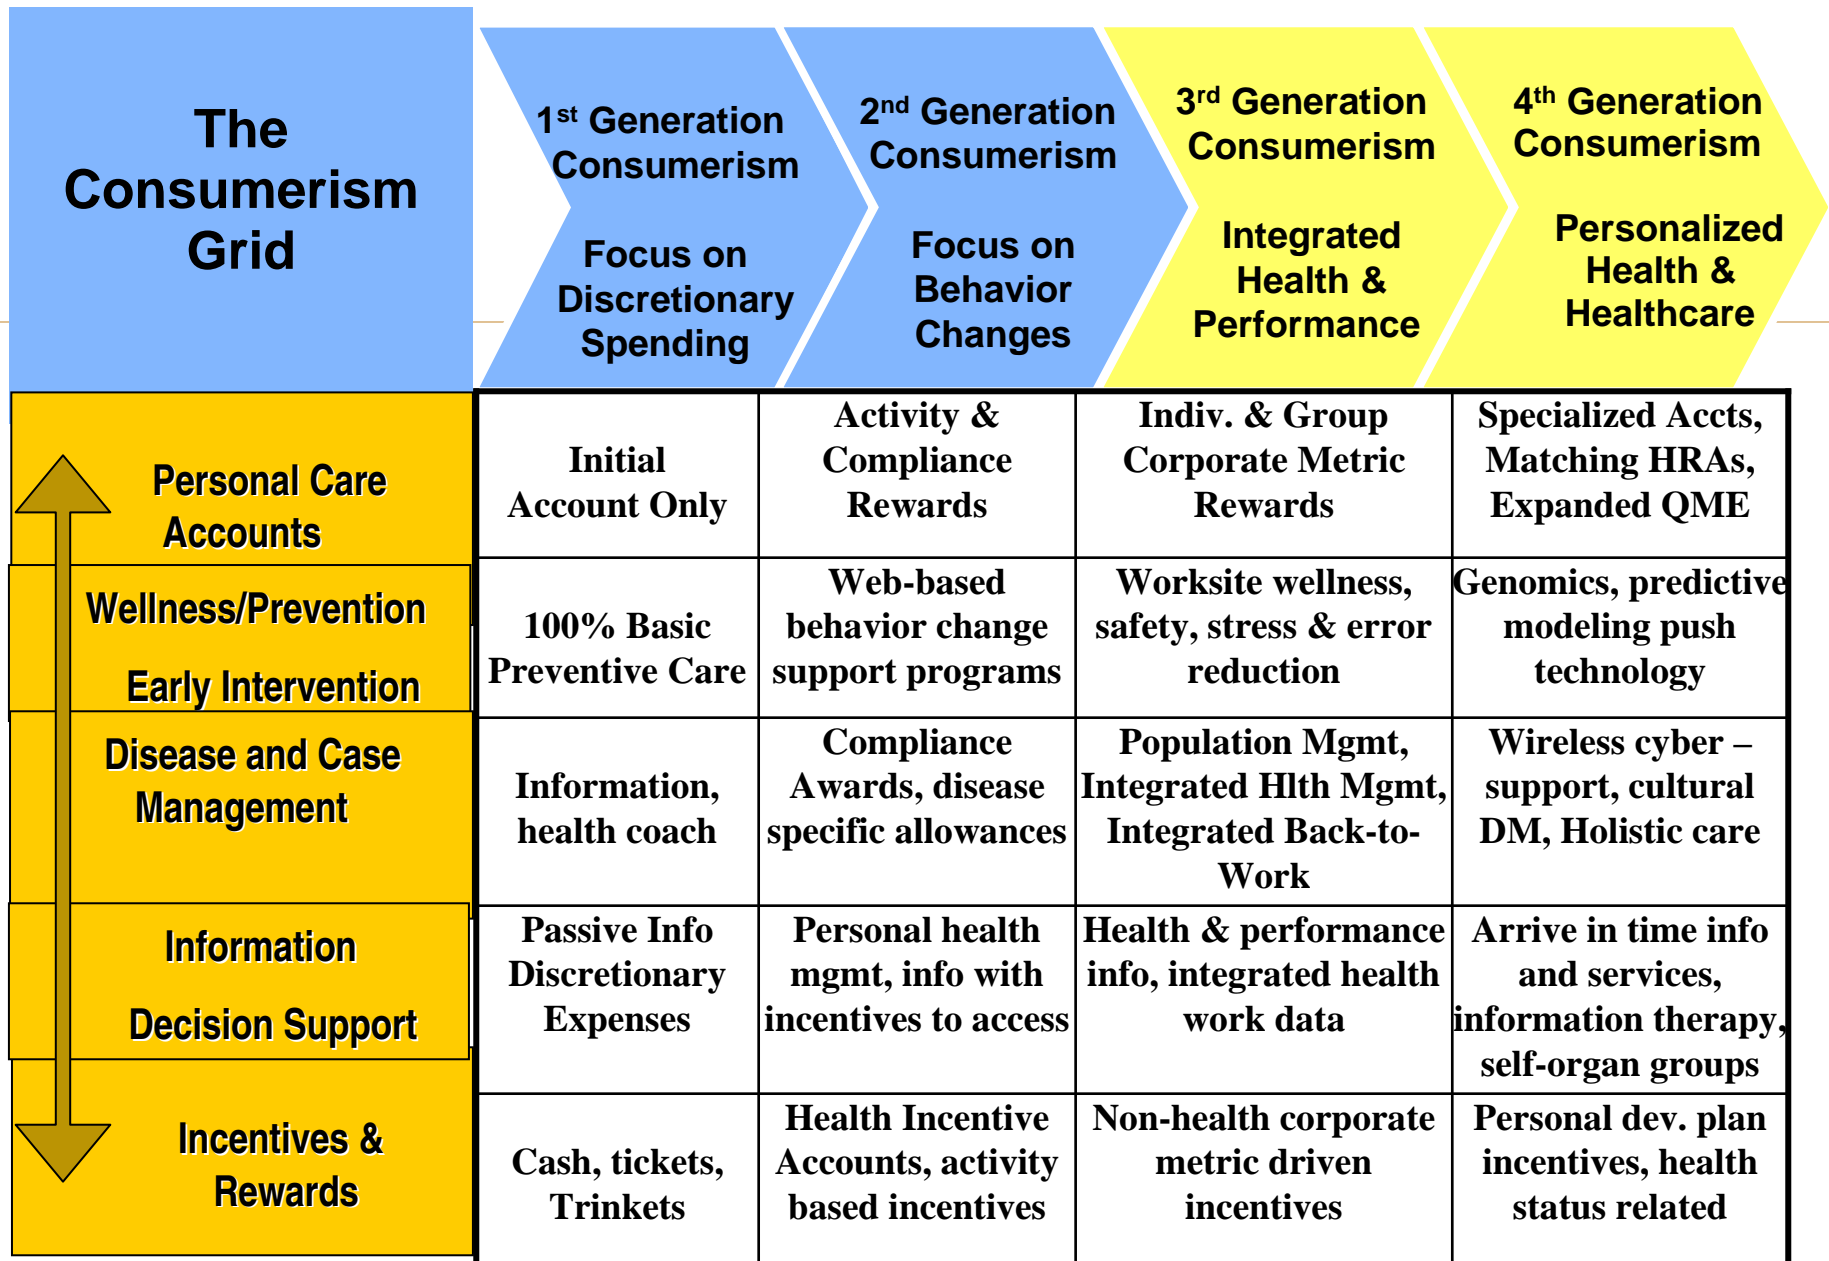 The
Consumerism
Grid
1st Generation
Consumerism
Focus on
Discretionary
Spending
2nd Generation
Consumerism
Focus on
Behavior
Changes
3rd Generation
Consumerism
Integrated
Health &
Performance
4th Generation
Consumerism
Personalized
Health &
Healthcare
Personal Care
Accounts
Initial
Account Only
Activity &
Compliance
Rewards
Indiv. & Group
Corporate Metric
Rewards
Specialized Accts,
Matching HRAs,
Expanded QME
Wellness/Prevention
Early Intervention
100% Basic
Preventive Care
Web-based
behavior change
support programs
Worksite wellness,
safety, stress & error
reduction
Genomics, predictive
modeling push
technology
Disease and Case
Management
Information,
health coach
Compliance
Awards, disease
specific allowances
Population Mgmt,
Integrated Hlth Mgmt,
Integrated Back-to-
Work
Wireless cyber –
support, cultural
DM, Holistic care
Information
Decision Support
Passive Info
Discretionary
Expenses
Personal health
mgmt, info with
incentives to access
Health & performance
info, integrated health
work data
Arrive in time info
and services,
information therapy,
self-organ groups
Incentives &
Rewards
Cash, tickets,
Trinkets
Health Incentive
Accounts, activity
based incentives
Non-health corporate
metric driven
incentives
Personal dev. plan
incentives, health
status related